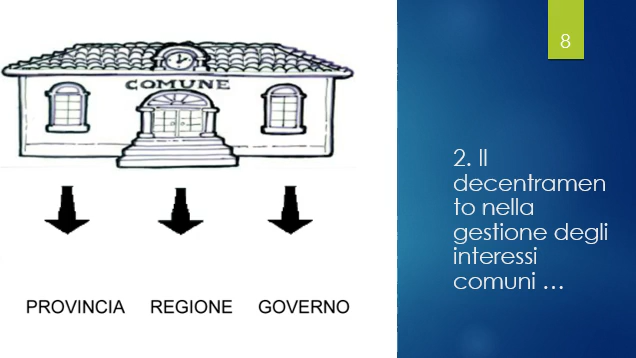 COMUNE
PROVINCIA REGIONE GOVERNO
8
2. Il
decentramen
to nella
gestione degli
interessi
comuni …